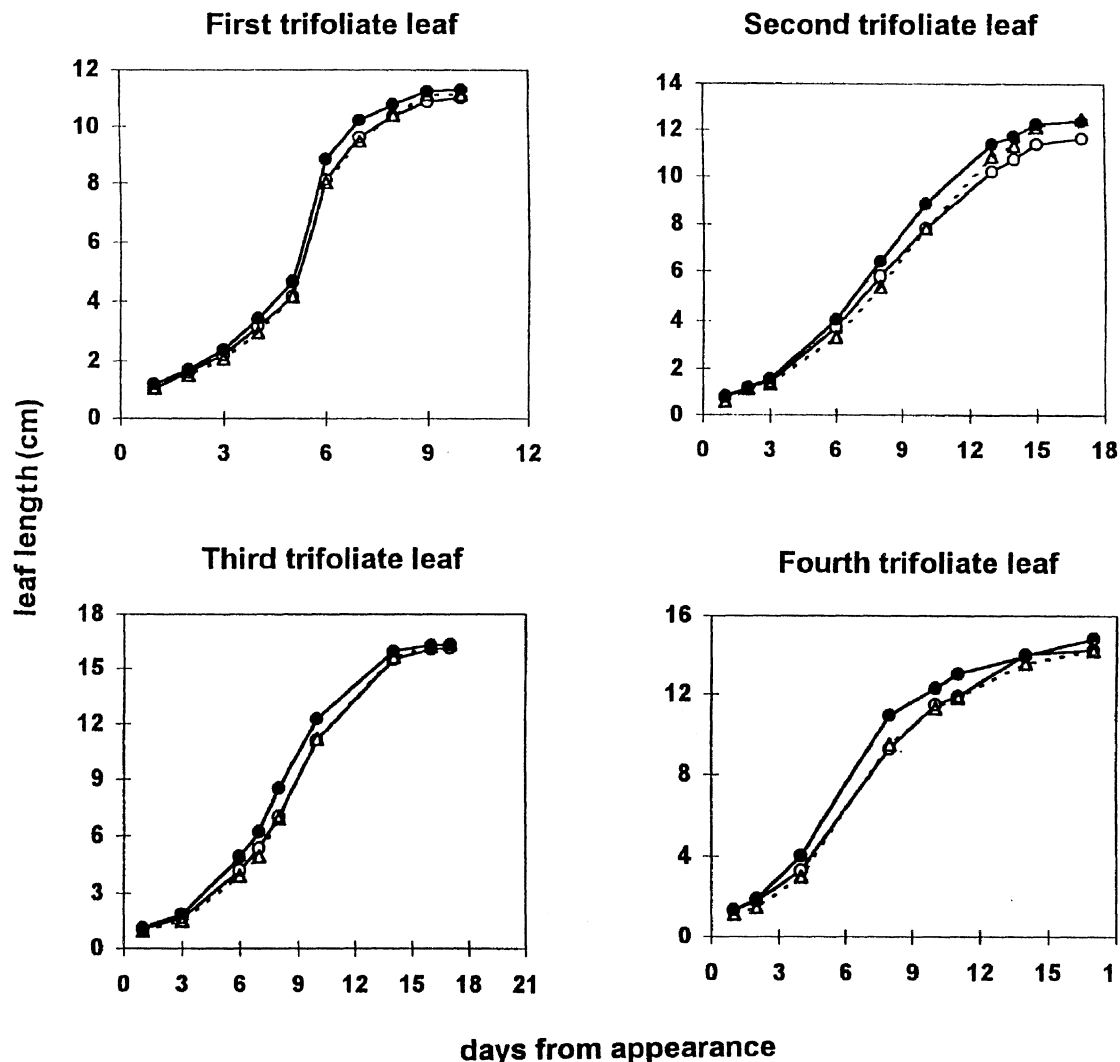 First trifoliate leaf
Second trifoliate leaf
12
10
8
6
4
2
0
0 3 6 9 12
14
12
10
8
6
4
2
0
0 3 6 9 12 15 18
leaf length (cm)
Third trifoliate leaf
Fourth trifoliate leaf
18
15
12
9
6
3
0
0 3 6 9 12 15 18 21
16
12
8
4
0
0 3 6 9 12 15 1
days from appearance